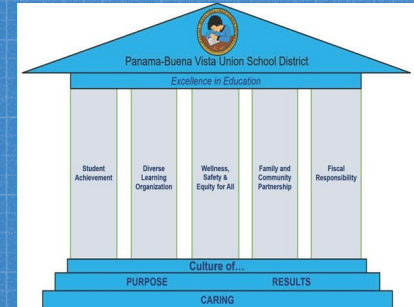 Panama-Buena Vista Union School District
Excellence in Education
Student
Achievement
Diverse
Learning
Organization
Wellness,
Safety &
Equity for All
Family and
Community
Partnership
Fiscal
Responsibility
Culture of...
PURPOSE RESULTS
CARING